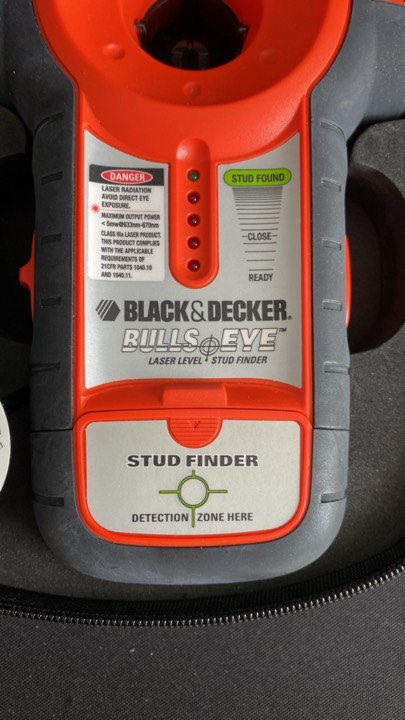 DANGER
LASER RADIATION
AVOID DIRECT EYE
EXPOSURE.
MAXIMUM OUTPUT POWER
< 5mw@633nm-670nm
CLASS IIIa LASER PRODUCT.
THIS PRODUCT COMPLIES
WITH THE APPLICABLE
REQUIREMENTS OF
21CFR PARTS 1040.10
AND 1040.11.
STUD FOUND
CLOSE
READY
BLACK&DECKER®
BULLS EYE™
LASER LEVEL STUD FINDER
STUD FINDER
DETECTION ZONE HERE